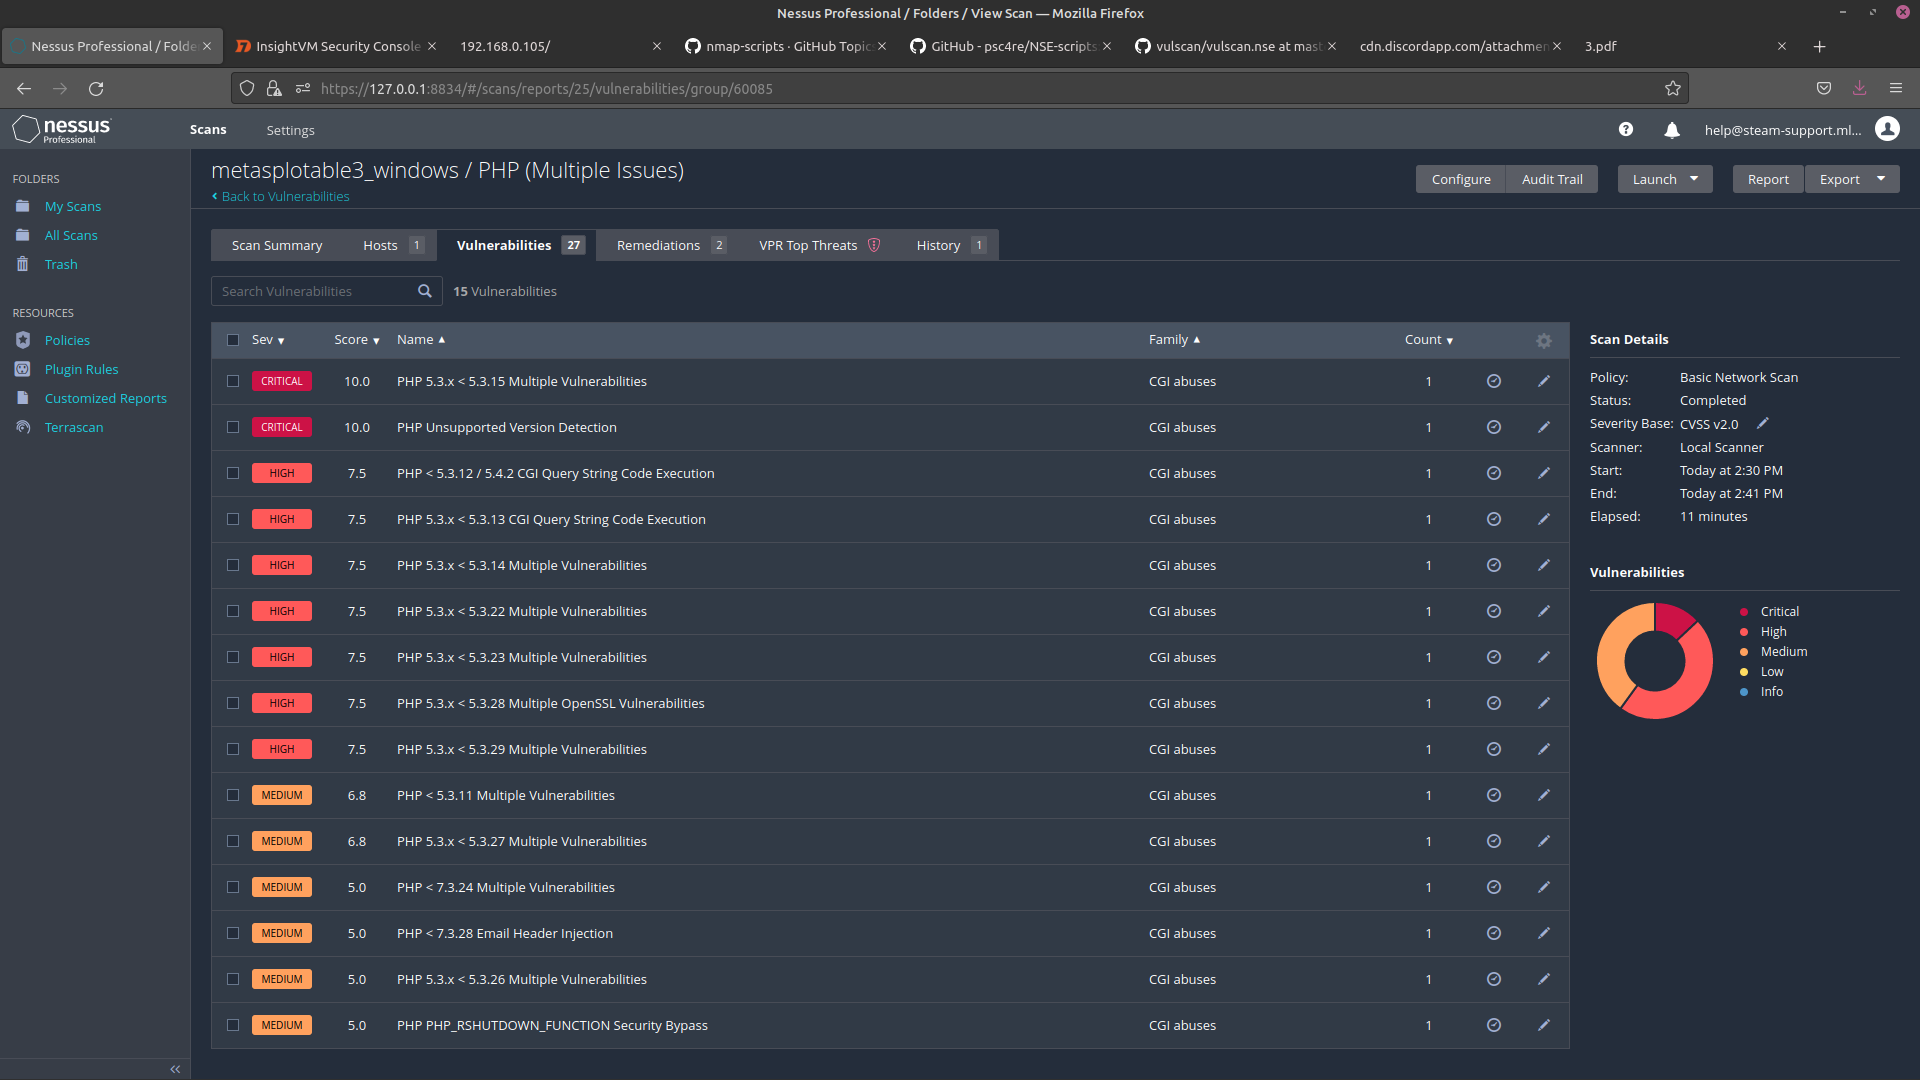 Nessus Professional / Folders / View Scan — Mozilla Firefox
Nessus Professional / Folde
InsightVM Security Console
192.168.0.105/
nmap-scripts · GitHub Topic
GitHub - psc4re/NSE-scripts
vulscan/vulscan.nse at mast
cdn.discordapp.com/attachmen
3.pdf
https://127.0.0.1:8834/#/scans/reports/25/vulnerabilities/group/60085
nessus Professional
Scans
Settings
help@steam-support.ml...
FOLDERS
My Scans
All Scans
Trash
RESOURCES
Policies
Plugin Rules
Customized Reports
Terrascan
metasplotable3_windows / PHP (Multiple Issues)
Back to Vulnerabilities
Configure
Audit Trail
Launch
Report
Export
Scan Summary
Hosts 1
Vulnerabilities 27
Remediations 2
VPR Top Threats
History 1
Search Vulnerabilities
15 Vulnerabilities
Sev Score Name Family Count
CRITICAL 10.0 PHP 5.3.x < 5.3.15 Multiple Vulnerabilities CGI abuses 1
CRITICAL 10.0 PHP Unsupported Version Detection CGI abuses 1
HIGH 7.5 PHP < 5.3.12 / 5.4.2 CGI Query String Code Execution CGI abuses 1
HIGH 7.5 PHP 5.3.x < 5.3.13 CGI Query String Code Execution CGI abuses 1
HIGH 7.5 PHP 5.3.x < 5.3.14 Multiple Vulnerabilities CGI abuses 1
HIGH 7.5 PHP 5.3.x < 5.3.22 Multiple Vulnerabilities CGI abuses 1
HIGH 7.5 PHP 5.3.x < 5.3.23 Multiple Vulnerabilities CGI abuses 1
HIGH 7.5 PHP 5.3.x < 5.3.28 Multiple OpenSSL Vulnerabilities CGI abuses 1
HIGH 7.5 PHP 5.3.x < 5.3.29 Multiple Vulnerabilities CGI abuses 1
MEDIUM 6.8 PHP < 5.3.11 Multiple Vulnerabilities CGI abuses 1
MEDIUM 6.8 PHP 5.3.x < 5.3.27 Multiple Vulnerabilities CGI abuses 1
MEDIUM 5.0 PHP < 7.3.24 Multiple Vulnerabilities CGI abuses 1
MEDIUM 5.0 PHP < 7.3.28 Email Header Injection CGI abuses 1
MEDIUM 5.0 PHP 5.3.x < 5.3.26 Multiple Vulnerabilities CGI abuses 1
MEDIUM 5.0 PHP PHP_RSHUTDOWN_FUNCTION Security Bypass CGI abuses 1
Scan Details
Policy: Basic Network Scan
Status: Completed
Severity Base: CVSS v2.0
Scanner: Local Scanner
Start: Today at 2:30 PM
End: Today at 2:41 PM
Elapsed: 11 minutes
Vulnerabilities
Critical
High
Medium
Low
Info